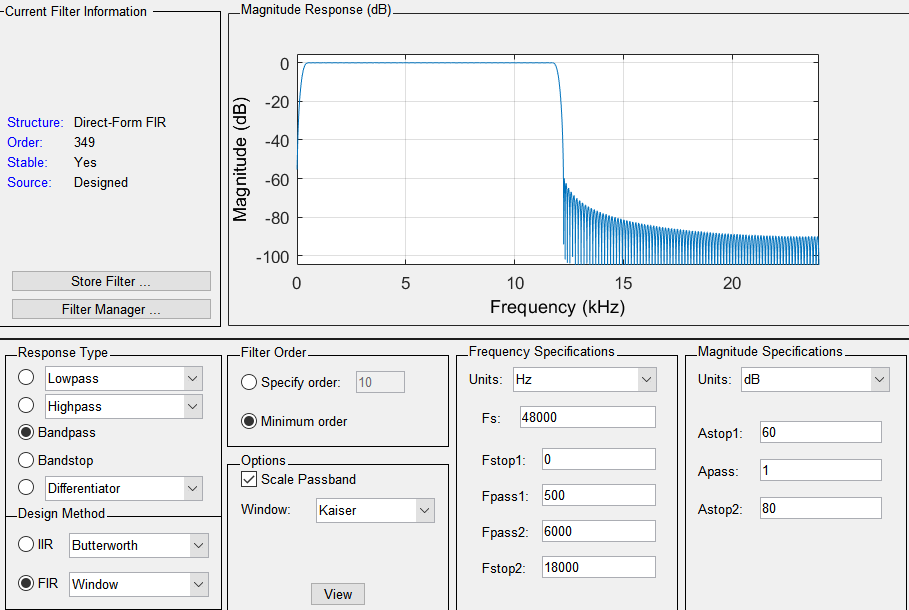 Current Filter Information
Structure: Direct-Form FIR
Order: 349
Stable: Yes
Source: Designed
Store Filter ...
Filter Manager ...
Magnitude Response (dB)
0
-20
-40
-60
-80
-100
Magnitude (dB)
0 5 10 15 20
Frequency (kHz)
Response Type
Lowpass
Highpass
Bandpass
Bandstop
Differentiator
Design Method
IIR Butterworth
FIR Window
Filter Order
Specify order: 10
Minimum order
Options
Scale Passband
Window: Kaiser
View
Frequency Specifications
Units: Hz
Fs: 48000
Fstop1: 0
Fpass1: 500
Fpass2: 6000
Fstop2: 18000
Magnitude Specifications
Units: dB
Astop1: 60
Apass: 1
Astop2: 80